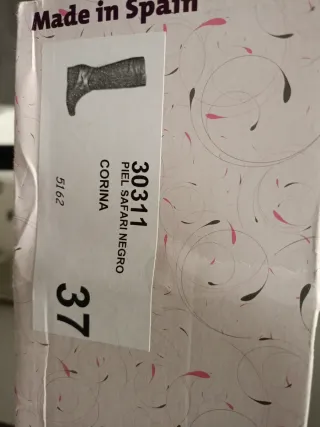 Made in Spain
30311
PIEL SAFARI NEGRO
CORINA
5162
37